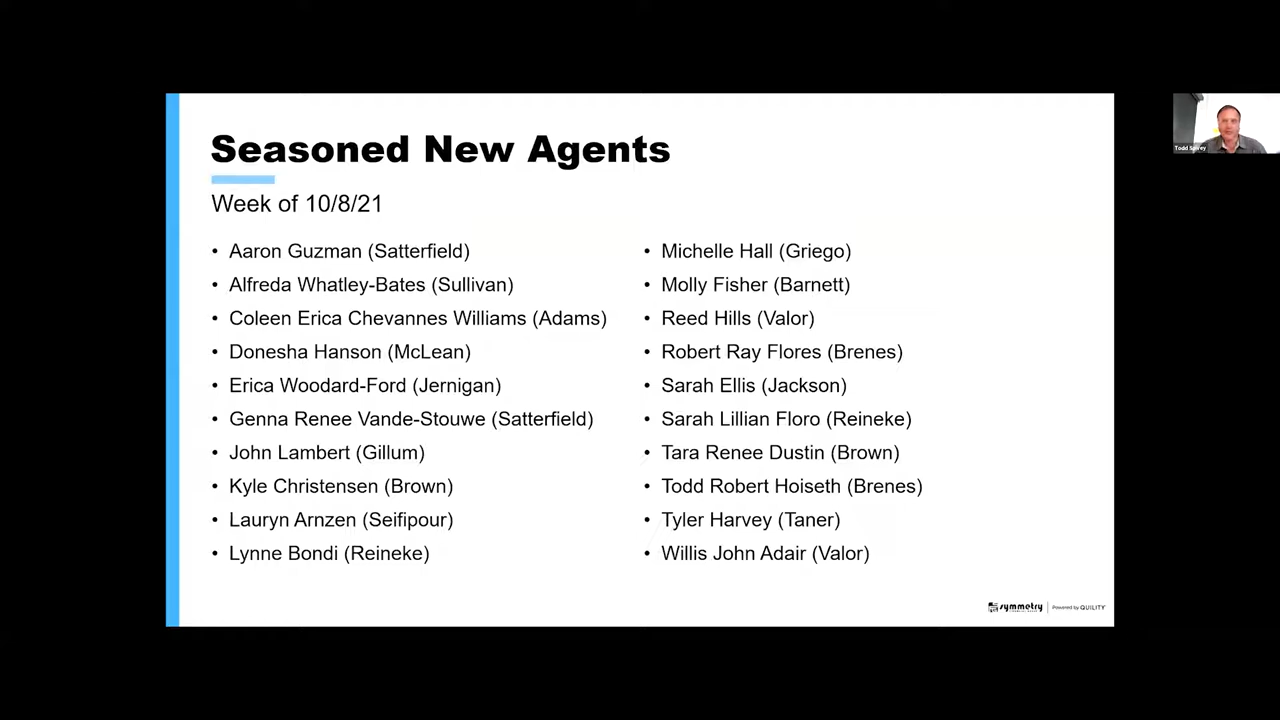 Seasoned New Agents
Week of 10/8/21
• Aaron Guzman (Satterfield)
• Alfreda Whatley-Bates (Sullivan)
• Coleen Erica Chevannes Williams (Adams)
• Donesha Hanson (McLean)
• Erica Woodard-Ford (Jernigan)
• Genna Renee Vande-Stouwe (Satterfield)
• John Lambert (Gillum)
• Kyle Christensen (Brown)
• Lauryn Arnzen (Seifipour)
• Lynne Bondi (Reineke)
• Michelle Hall (Griego)
• Molly Fisher (Barnett)
• Reed Hills (Valor)
• Robert Ray Flores (Brenes)
• Sarah Ellis (Jackson)
• Sarah Lillian Floro (Reineke)
• Tara Renee Dustin (Brown)
• Todd Robert Hoiseth (Brenes)
• Tyler Harvey (Taner)
• Willis John Adair (Valor)
symmetry
Powered by QUILITY
Todd